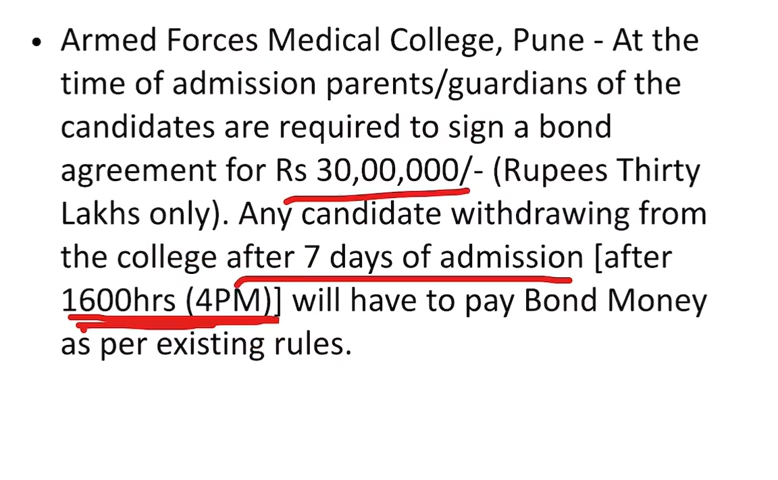 • Armed Forces Medical College, Pune - At the
time of admission parents/guardians of the
candidates are required to sign a bond
agreement for Rs 30,00,000/- (Rupees Thirty
Lakhs only). Any candidate withdrawing from
the college after 7 days of admission [after
1600hrs (4PM)] will have to pay Bond Money
as per existing rules.